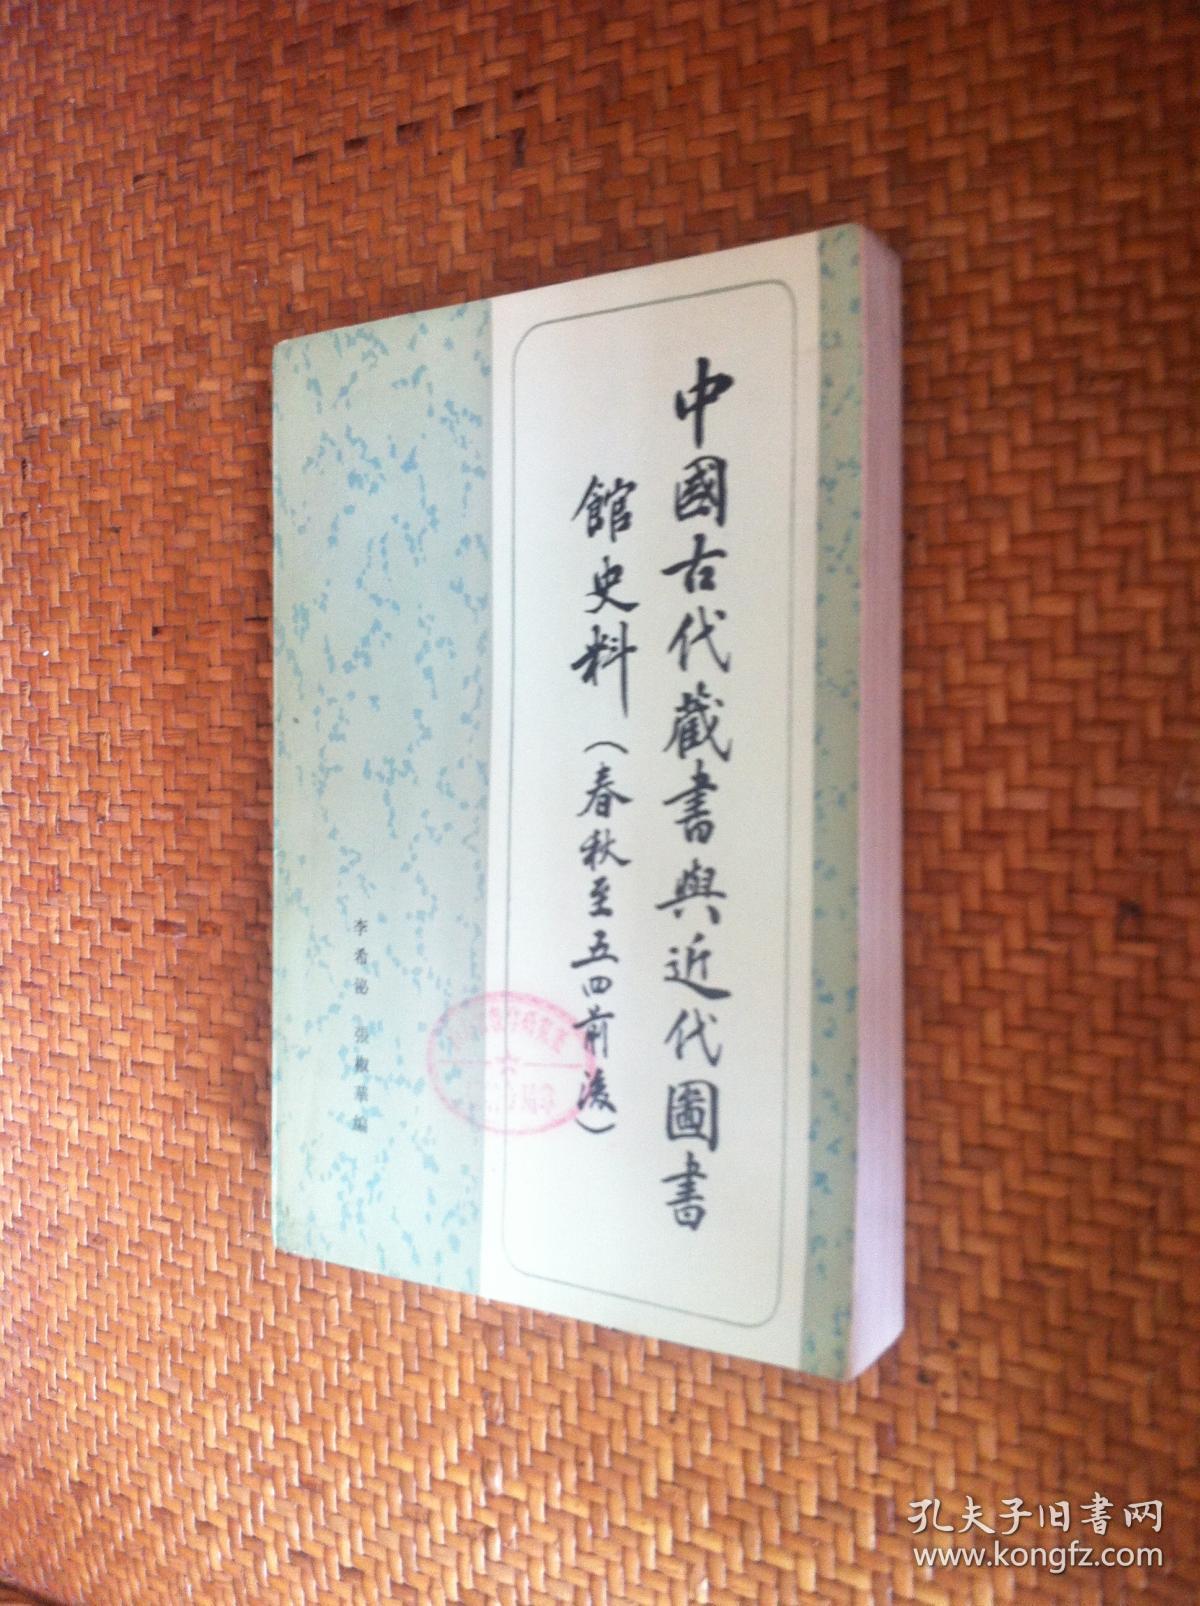 中國古代藏書與近代圖書
館史料（春秋至五四前後）
李希泌 張椒華編
孔夫子旧书网
www.kongfz.com